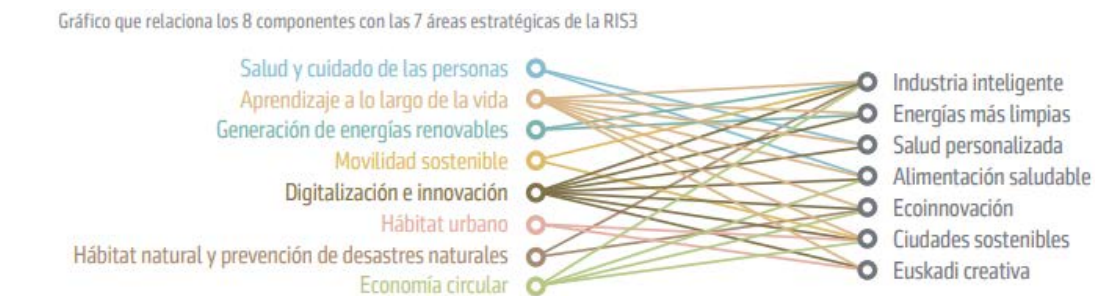 Gráfico que relaciona los 8 componentes con las 7 áreas estratégicas de la RIS3
Salud y cuidado de las personas
Aprendizaje a lo largo de la vida
Generación de energías renovables
Movilidad sostenible
Digitalización e innovación
Hábitat urbano
Hábitat natural y prevención de desastres naturales
Economía circular
Industria inteligente
Energías más limpias
Salud personalizada
Alimentación saludable
Ecoinnovación
Ciudades sostenibles
Euskadi creativa